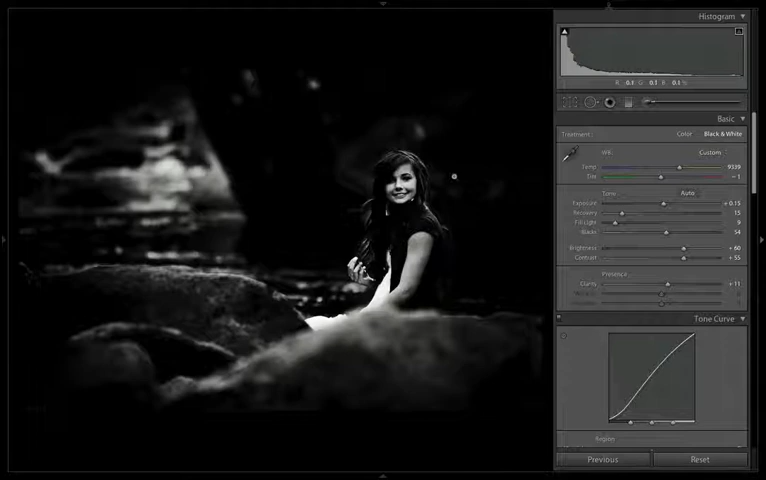 Histogram
R 0.1 G 0.1 B 0.1 %
Basic
Treatment: Color Black & White
WB: Custom
Temp 9339
Tint - 1
Tone Auto
Exposure + 0.15
Recovery 15
Fill Light 9
Blacks 54
Brightness + 60
Contrast + 55
Presence
Clarity + 11
Tone Curve
Region
Previous Reset